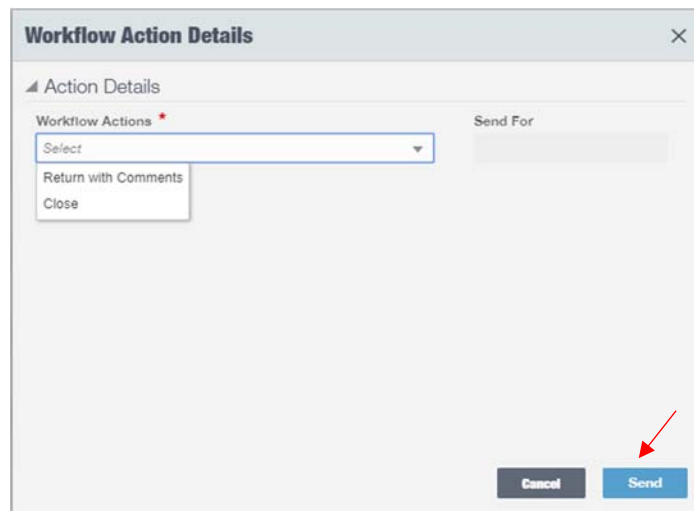 Workflow Action Details
Action Details
Workflow Actions *
Send For
Select
Return with Comments
Close
Cancel
Send